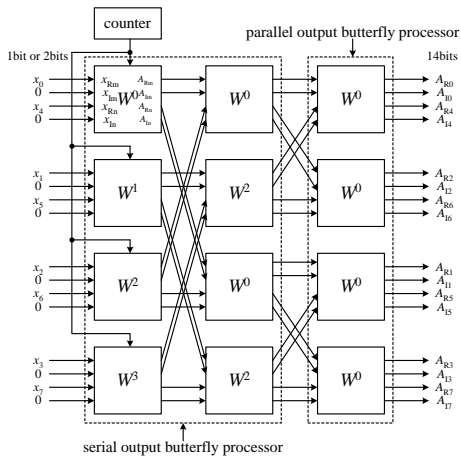 counter
parallel output butterfly processor
1bit or 2bits
14bits
x0 xRm ARm W0 W0 W0 AR0
0 xIm AIm AI0
x4 xRn ARn AR4
0 xIn AIn AI4
x1 W1 W2 W0 AR2
0 AI2
x5 AR6
0 AI6
x2 W2 W0 W0 AR1
0 AI1
x6 AR5
0 AI5
x3 W3 W2 W0 AR3
0 AI3
x7 AR7
0 AI7
serial output butterfly processor